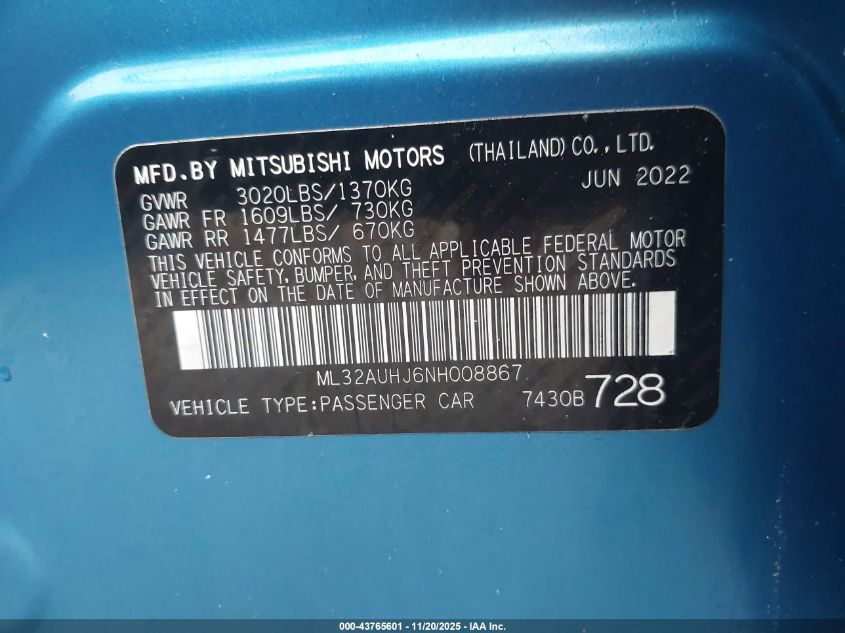 MFD.BY MITSUBISHI MOTORS (THAILAND) CO., LTD.
GVWR 3020LBS/1370KG JUN 2022
GAWR FR 1609LBS/ 730KG
GAWR RR 1477LBS/ 670KG
THIS VEHICLE CONFORMS TO ALL APPLICABLE FEDERAL MOTOR
VEHICLE SAFETY, BUMPER, AND THEFT PREVENTION STANDARDS
IN EFFECT ON THE DATE OF MANUFACTURE SHOWN ABOVE.
ML32AUHJ6NH008867
VEHICLE TYPE:PASSENGER CAR 7430B 728
000-43765601 - 11/20/2025 - IAA Inc.